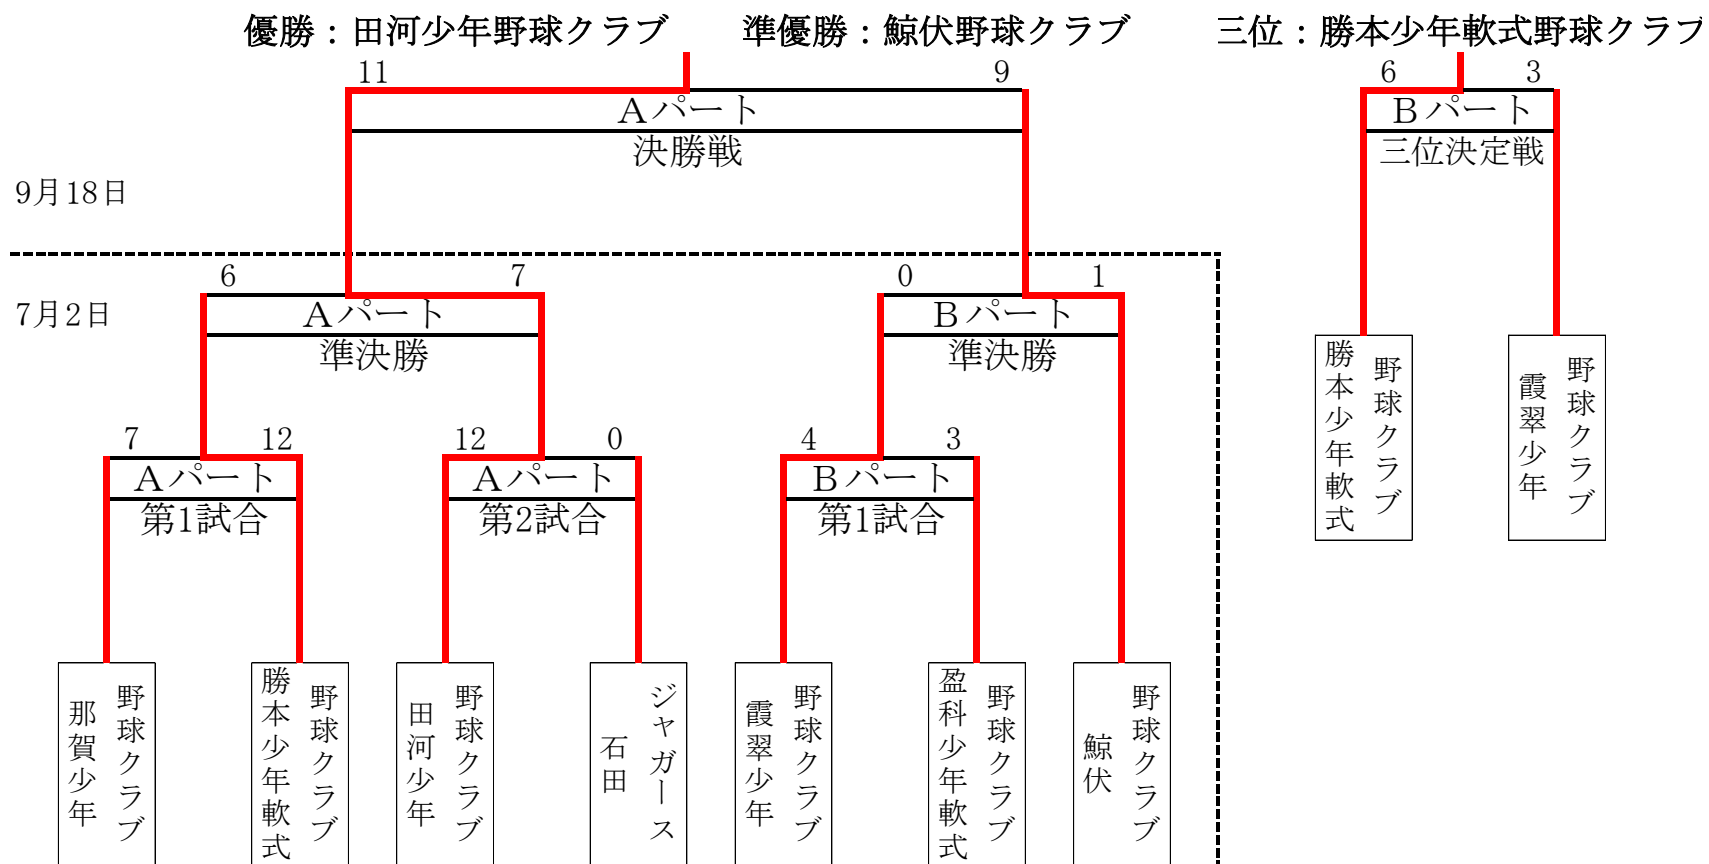 優勝：田河少年野球クラブ
準優勝：鯨伏野球クラブ
三位：勝本少年軟式野球クラブ
11
9
Aパート
決勝戦
6
3
Bパート
三位決定戦
9月18日
7月2日
6
7
Aパート
準決勝
0
1
Bパート
準決勝
7
12
Aパート
第1試合
12
0
Aパート
第2試合
4
3
Bパート
第1試合
勝本少年軟式
野球クラブ
霞翠少年
野球クラブ
那賀少年
野球クラブ
勝本少年軟式
野球クラブ
田河少年
野球クラブ
石田
ジャガース
霞翠少年
野球クラブ
盈科少年軟式
野球クラブ
鯨伏
野球クラブ